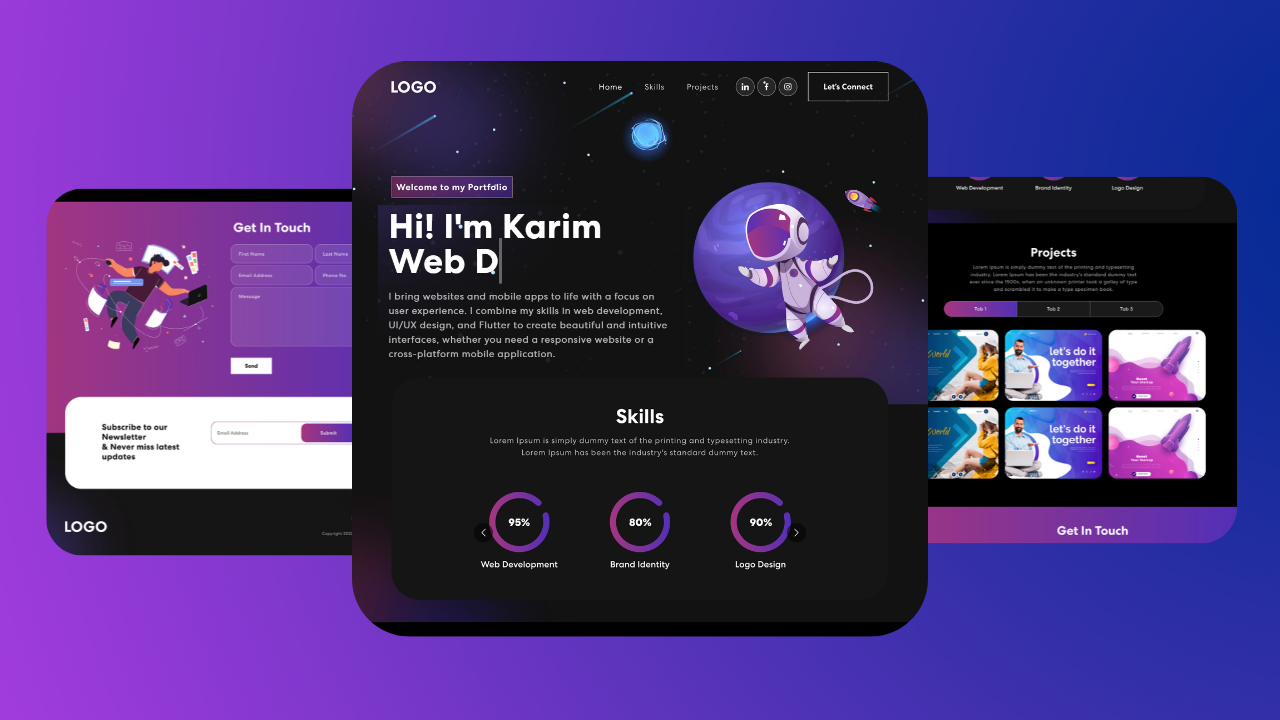 LOGO
Home
Skills
Projects
in
Let's Connect
Welcome to my Portfolio
Hi! I'm Karim
Web D
I bring websites and mobile apps to life with a focus on
user experience. I combine my skills in web development,
UI/UX design, and Flutter to create beautiful and intuitive
interfaces, whether you need a responsive website or a
cross-platform mobile application.
Skills
Lorem Ipsum is simply dummy text of the printing and typesetting industry.
Lorem Ipsum has been the industry's standard dummy text.
95%
80%
90%
Web Development
Brand Identity
Logo Design
Get In Touch
First Name
Last Name
Email Address
Phone No.
Message
Send
Subscribe to our
Newsletter
& Never miss latest
updates
Email Address
Submit
LOGO
Copyright
Web Development
Brand Identity
Logo Design
Projects
Lorem Ipsum is simply dummy text of the printing and typesetting
industry. Lorem Ipsum has been the industry's standard dummy text
ever since the 1500s, when an unknown printer took a galley of type
and scrambled it to make a type specimen book.
Tab 1
Tab 2
Tab 3
World
let's do it
together
Boost
Your Startup
World
let's do it
together
Boost
Your Startup
Get In Touch